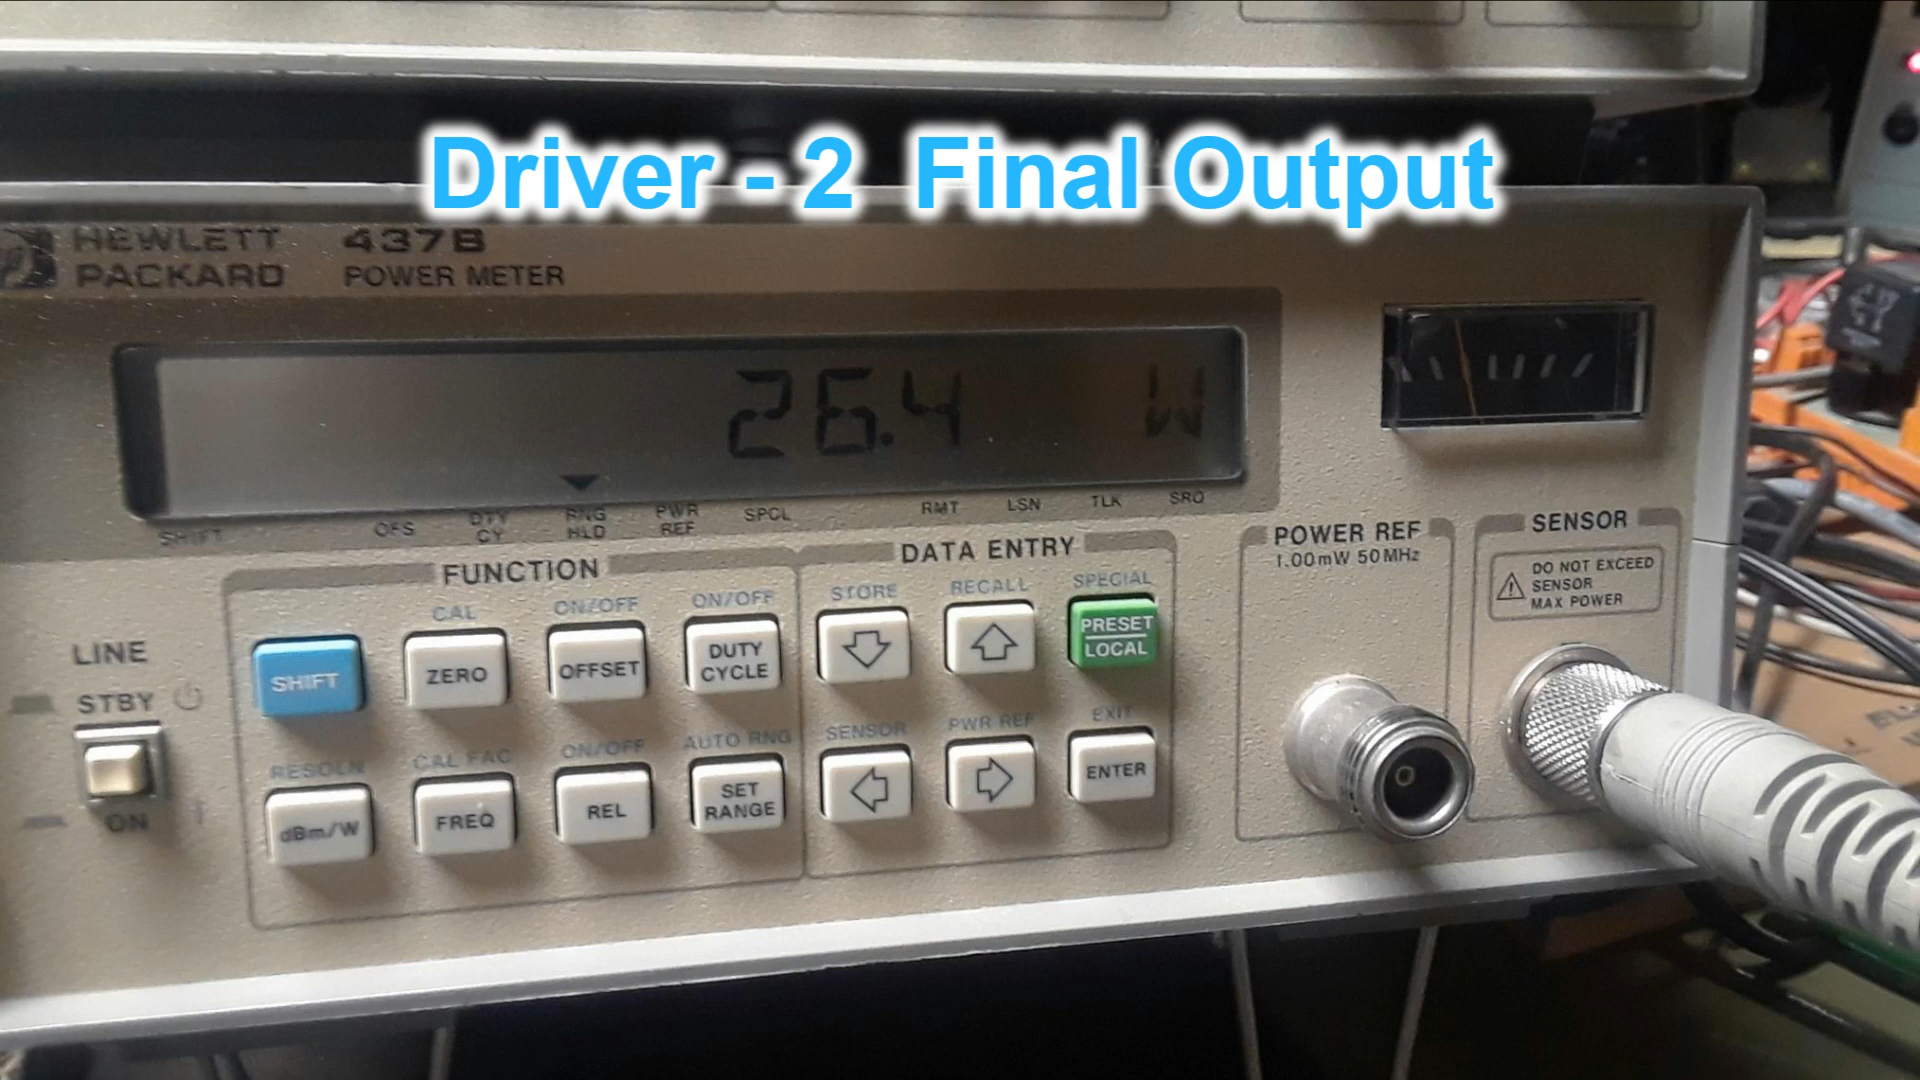 Driver - 2 Final Output
HEWLETT
PACKARD
437B
POWER METER
26.4 W
SHIFT
OFS
DTY
CY
RNG
HLD
PWR
REF
SPCL
RMT
LSN
TLK
SRQ
FUNCTION
DATA ENTRY
POWER REF
1.00mW 50MHz
SENSOR
DO NOT EXCEED
SENSOR
MAX POWER
LINE
STBY
ON
CAL
ON/OFF
ON/OFF
STORE
RECALL
SPECIAL
SHIFT
ZERO
OFFSET
DUTY
CYCLE
PRESET
LOCAL
RESOLN
CAL FAC
ON/OFF
AUTO RNG
SENSOR
PWR REF
EXIT
dBm/W
FREQ
REL
SET
RANGE
ENTER